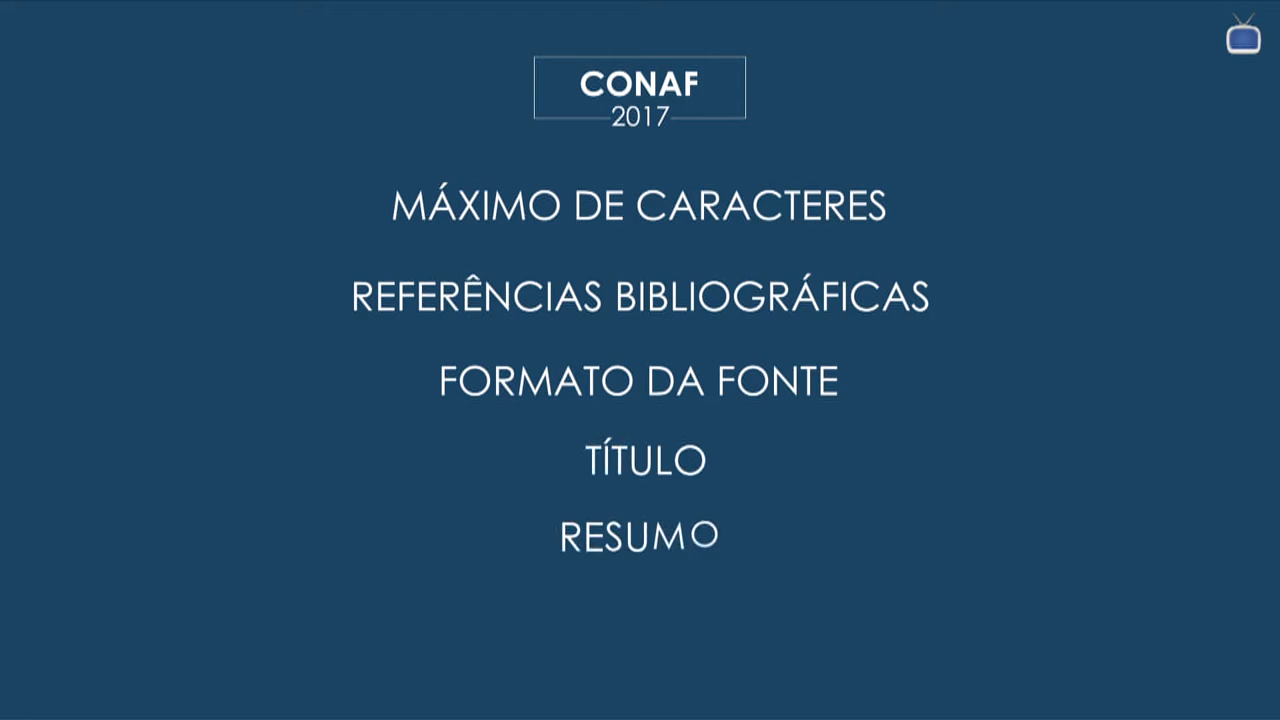 CONAF
2017
MÁXIMO DE CARACTERES
REFERÊNCIAS BIBLIOGRÁFICAS
FORMATO DA FONTE
TÍTULO
RESUMO